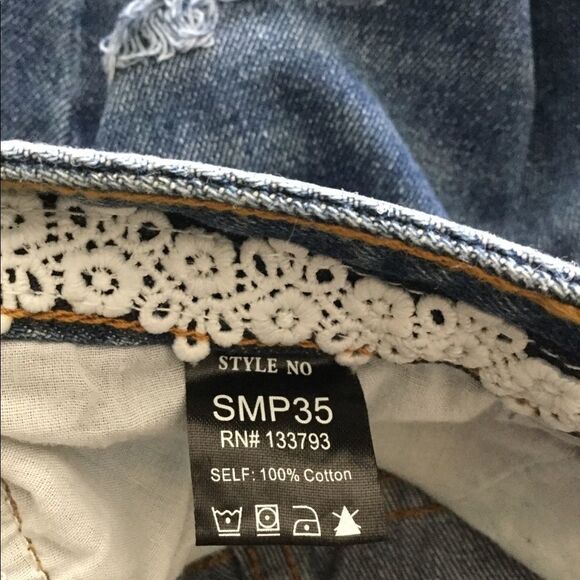 STYLE NO
SMP35
RN# 133793
SELF: 100% Cotton